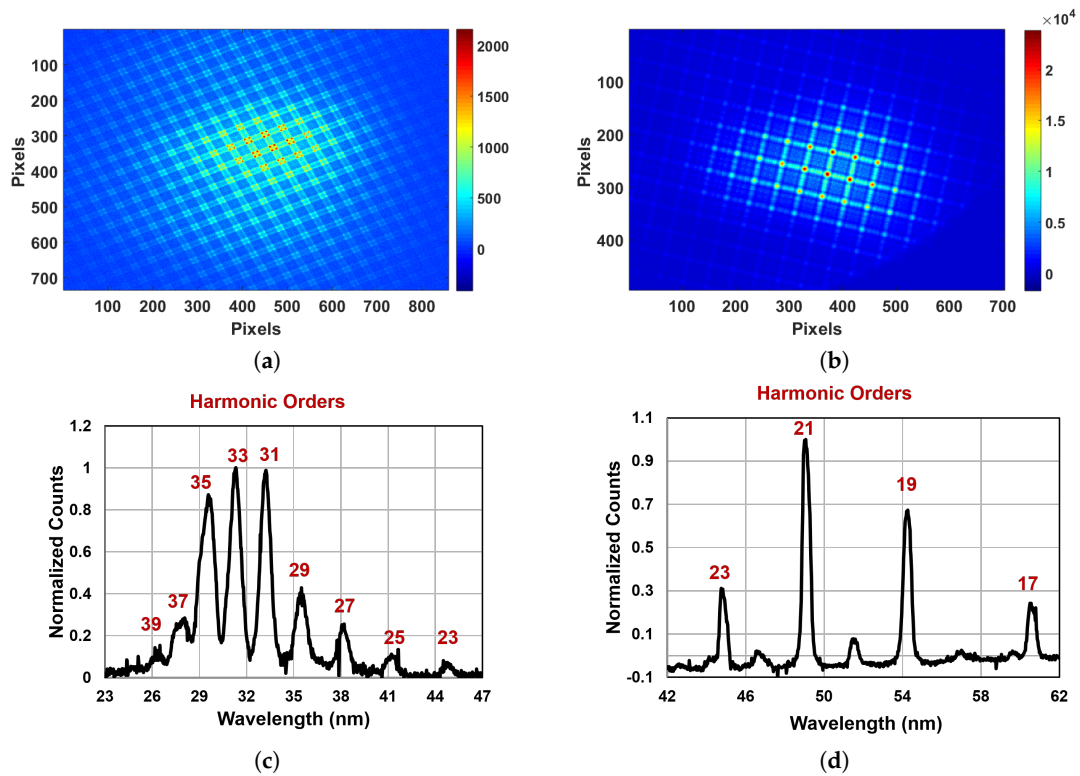 100
200
300
400
500
600
700
Pixels
100 200 300 400 500 600 700 800
Pixels
2000
1500
1000
500
0
(a)
×10⁴
100
200
300
400
Pixels
100 200 300 400 500 600 700
Pixels
2
1.5
1
0.5
0
(b)
Harmonic Orders
1.2
1
0.8
0.6
0.4
0.2
0
Normalized Counts
39 37 35 33 31 29 27 25 23
23 26 29 32 35 38 41 44 47
Wavelength (nm)
(c)
Harmonic Orders
1.1
0.9
0.7
0.5
0.3
0.1
-0.1
Normalized Counts
23 21 19 17
42 46 50 54 58 62
Wavelength (nm)
(d)